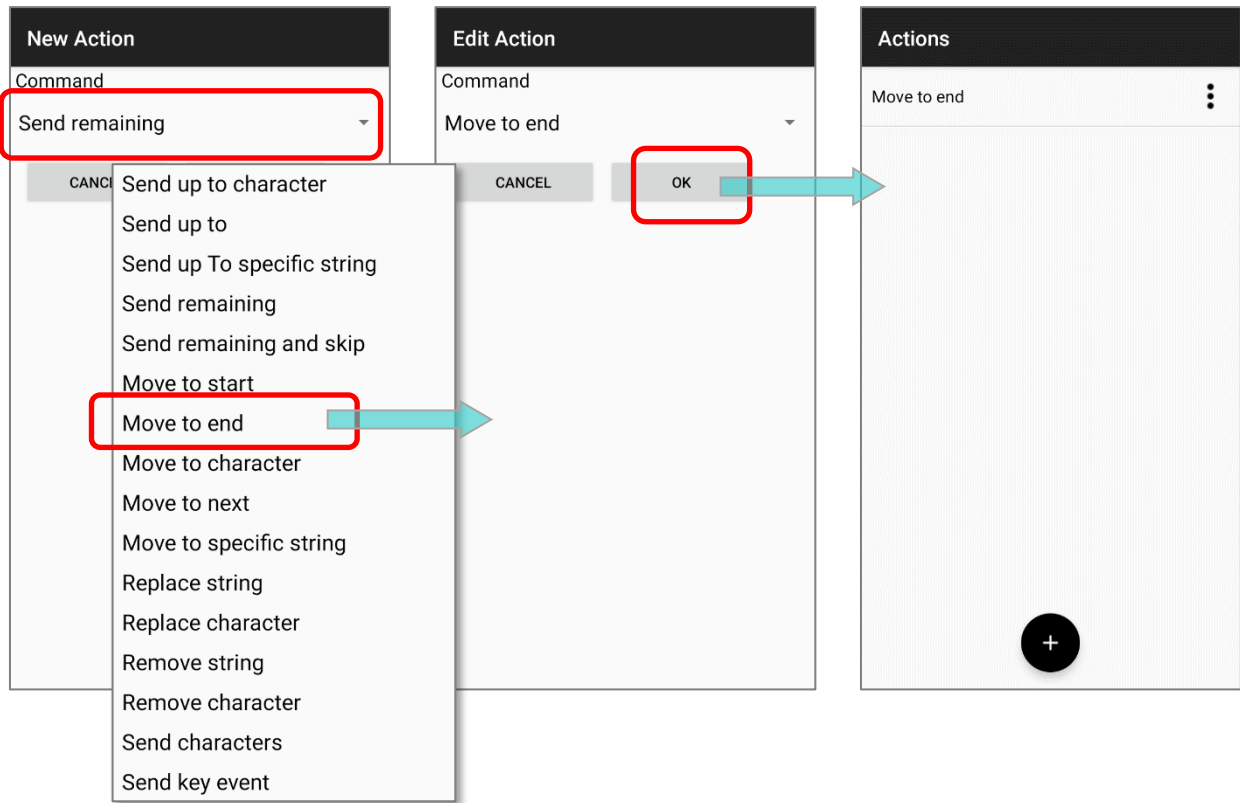 New Action
Command
Send remaining
CANC
Send up to character
Send up to
Send up To specific string
Send remaining
Send remaining and skip
Move to start
Move to end
Move to character
Move to next
Move to specific string
Replace string
Replace character
Remove string
Remove character
Send characters
Send key event
Edit Action
Command
Move to end
CANCEL
OK
Actions
Move to end
+